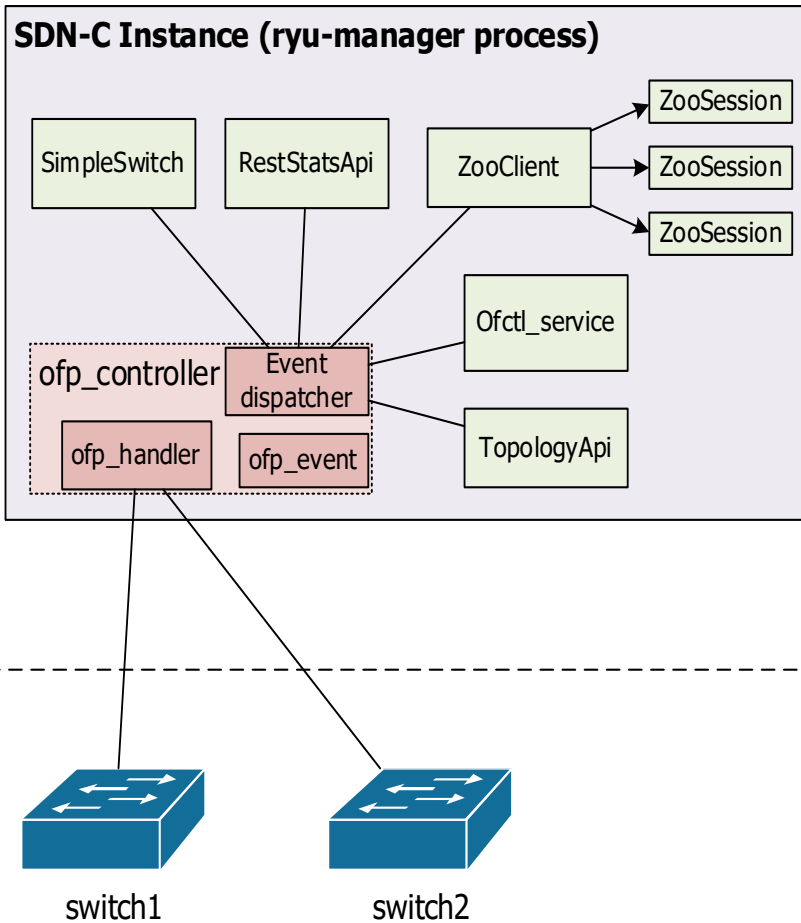 SDN-C Instance (ryu-manager process)
SimpleSwitch
RestStatsApi
ZooClient
ZooSession
ZooSession
ZooSession
Ofctl_service
ofp_controller
Event
dispatcher
TopologyApi
ofp_handler
ofp_event
switch1
switch2